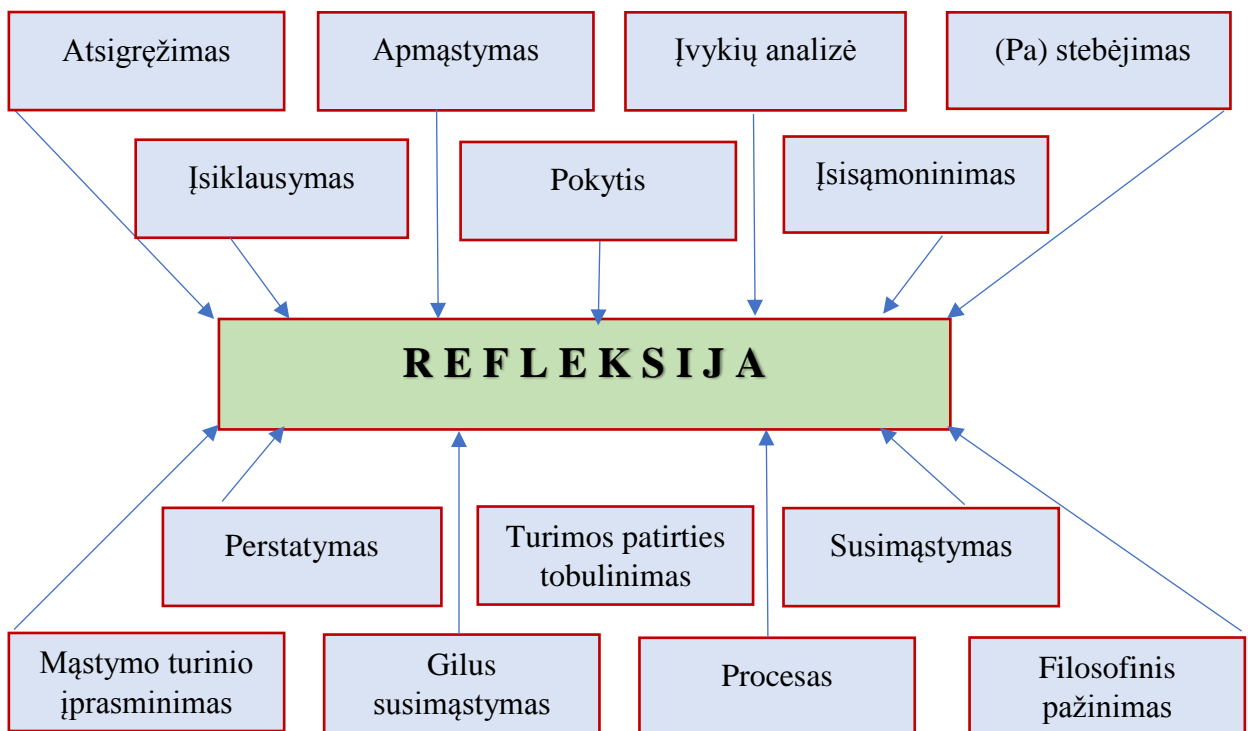 Atsigręžimas
Apmąstymas
Įvykių analizė
(Pa) stebėjimas
Įsiklausymas
Pokytis
Įsisąmoninimas
R E F L E K S I J A
Perstatymas
Turimos patirties
tobulinimas
Susimąstymas
Mąstymo turinio
įprasminimas
Gilus
susimąstymas
Procesas
Filosofinis
pažinimas